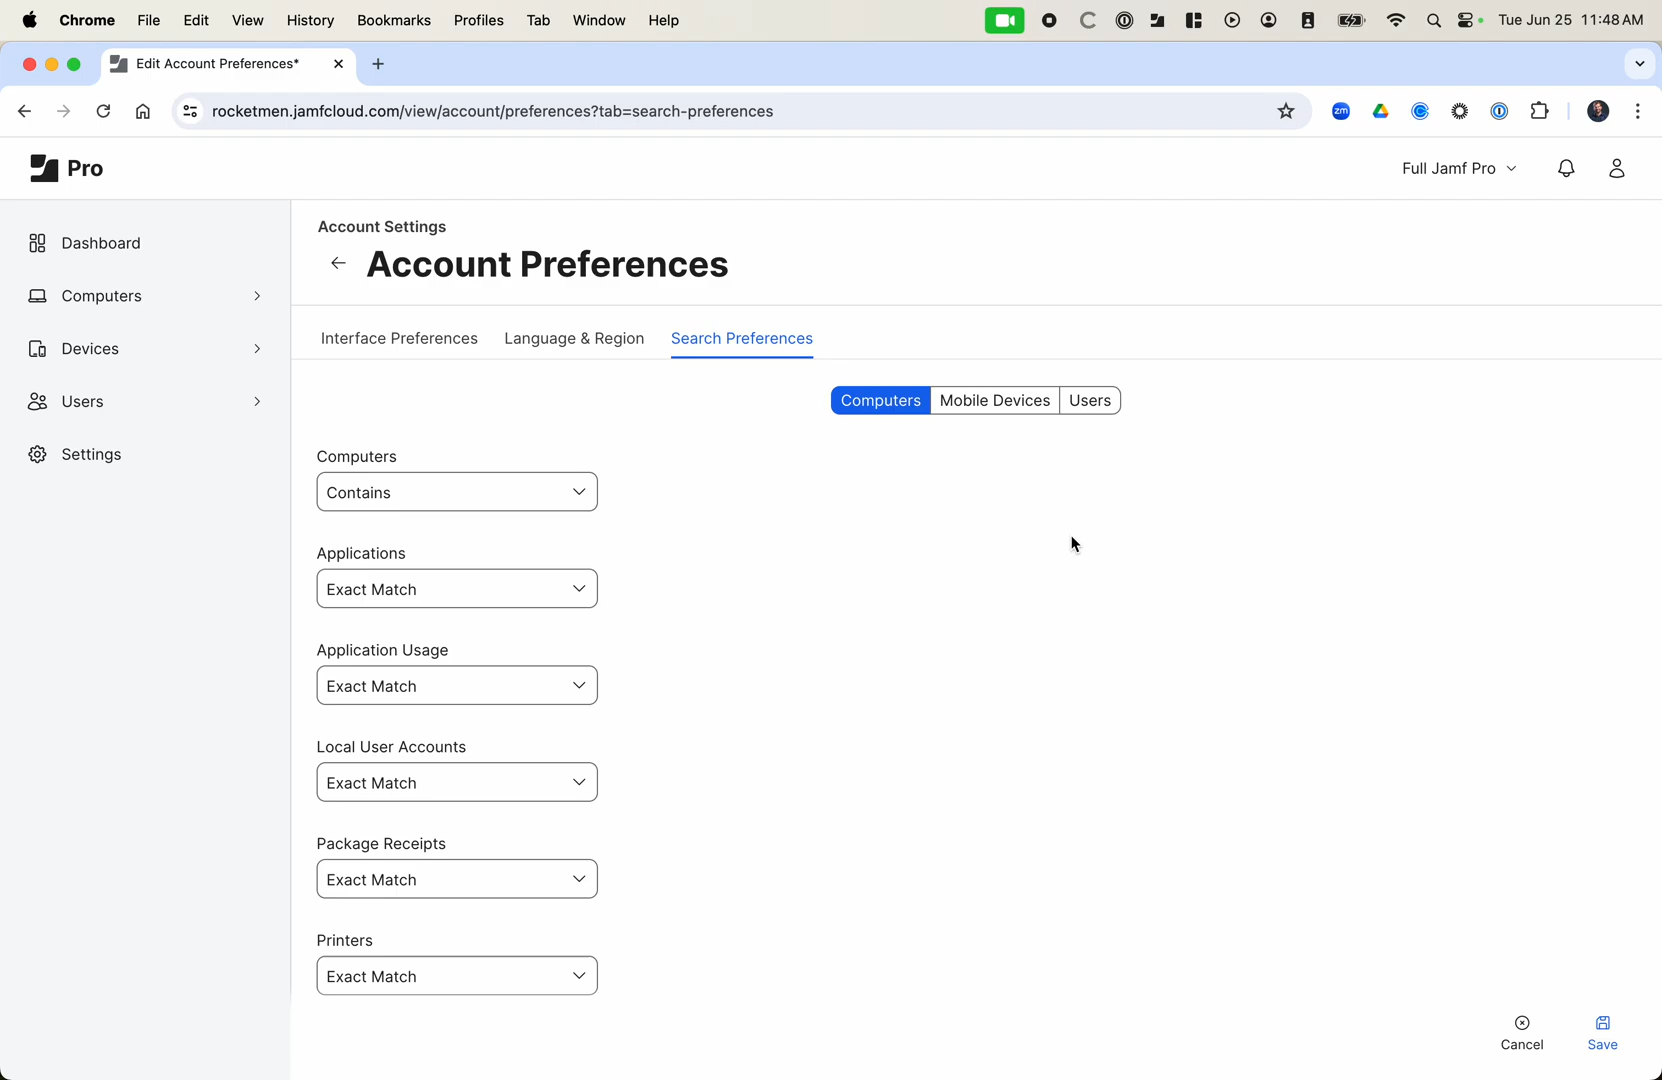 Chrome File Edit View History Bookmarks Profiles Tab Window Help Tue Jun 25 11:48 AM
Edit Account Preferences*
rocketmen.jamfcloud.com/view/account/preferences?tab=search-preferences
zm
Pro
Full Jamf Pro
Dashboard
Computers
Devices
Users
Settings
Account Settings
Account Preferences
Interface Preferences Language & Region Search Preferences
Computers Mobile Devices Users
Computers
Contains
Applications
Exact Match
Application Usage
Exact Match
Local User Accounts
Exact Match
Package Receipts
Exact Match
Printers
Exact Match
Cancel Save